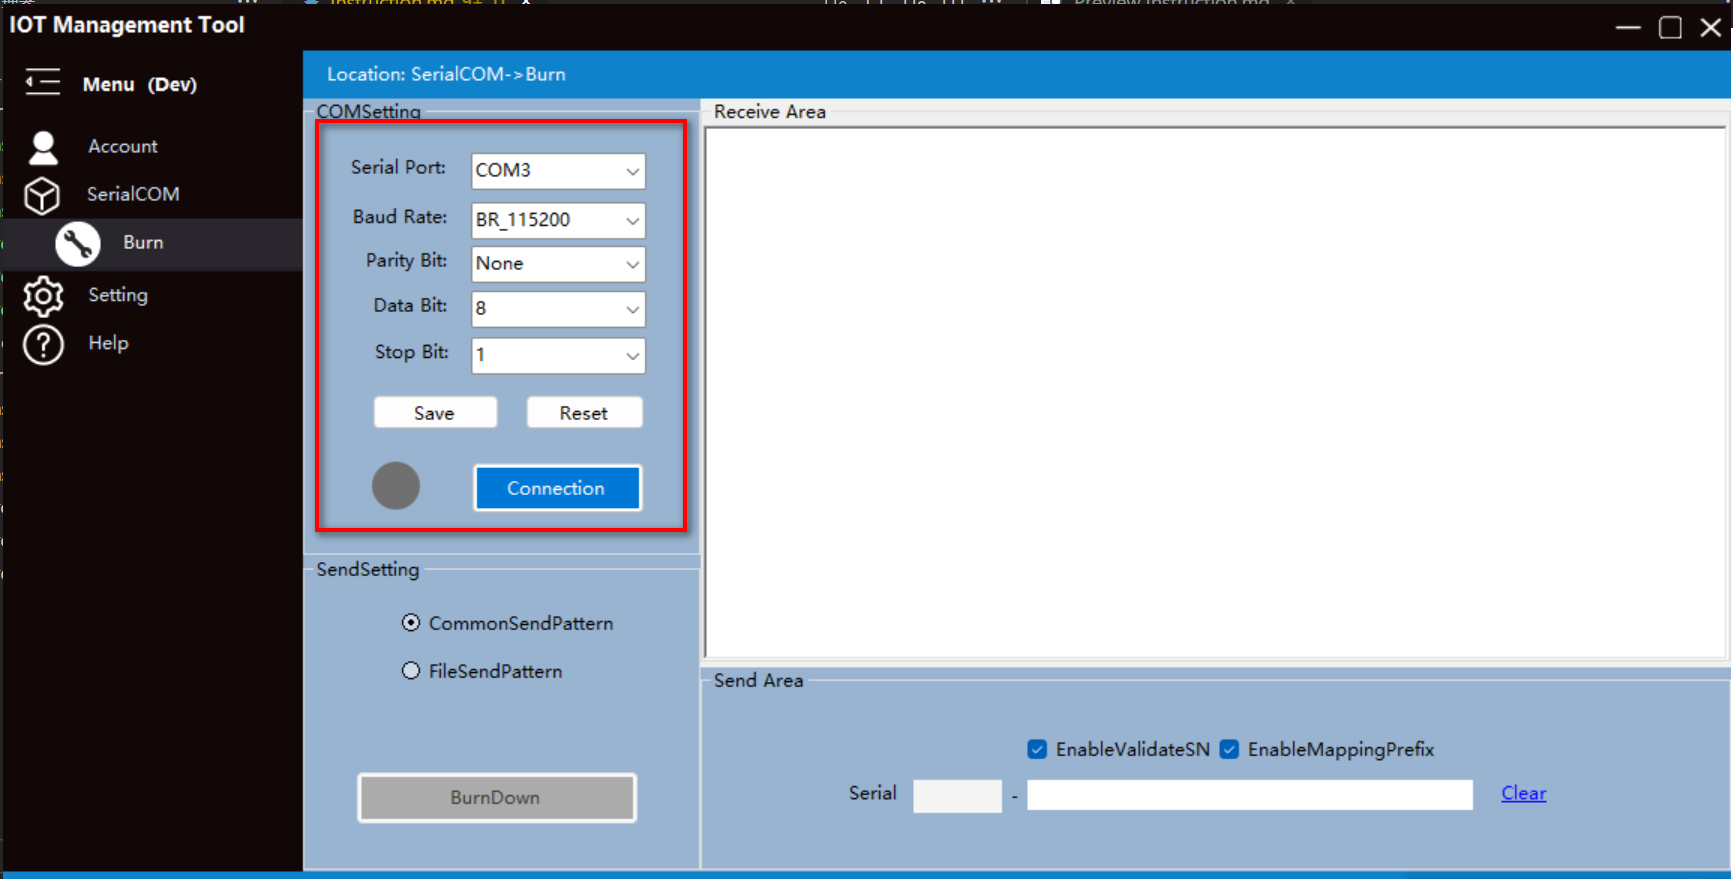 IOT Management Tool
Menu (Dev)
Account
SerialCOM
Burn
Setting
Help
Location: SerialCOM->Burn
COMSetting
Serial Port: COM3
Baud Rate: BR_115200
Parity Bit: None
Data Bit: 8
Stop Bit: 1
Save Reset
Connection
SendSetting
CommonSendPattern
FileSendPattern
BurnDown
Receive Area
Send Area
EnableValidateSN EnableMappingPrefix
Serial - Clear